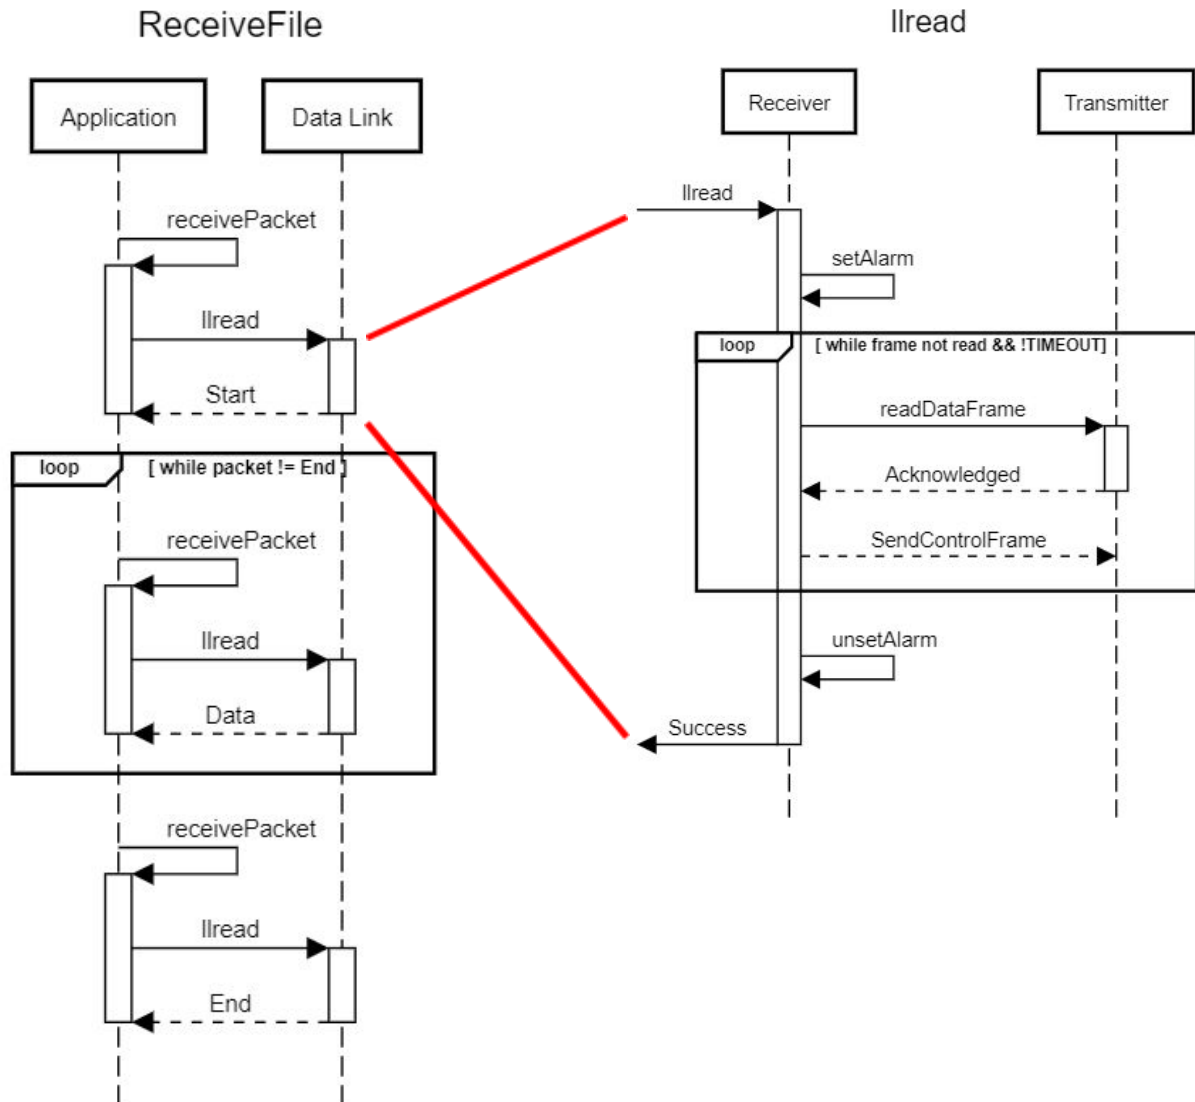 ReceiveFile
Application
Data Link
receivePacket
llread
Start
loop
[ while packet != End ]
receivePacket
llread
Data
receivePacket
llread
End
llread
Receiver
Transmitter
llread
setAlarm
loop
[ while frame not read && !TIMEOUT]
readDataFrame
Acknowledged
SendControlFrame
unsetAlarm
Success